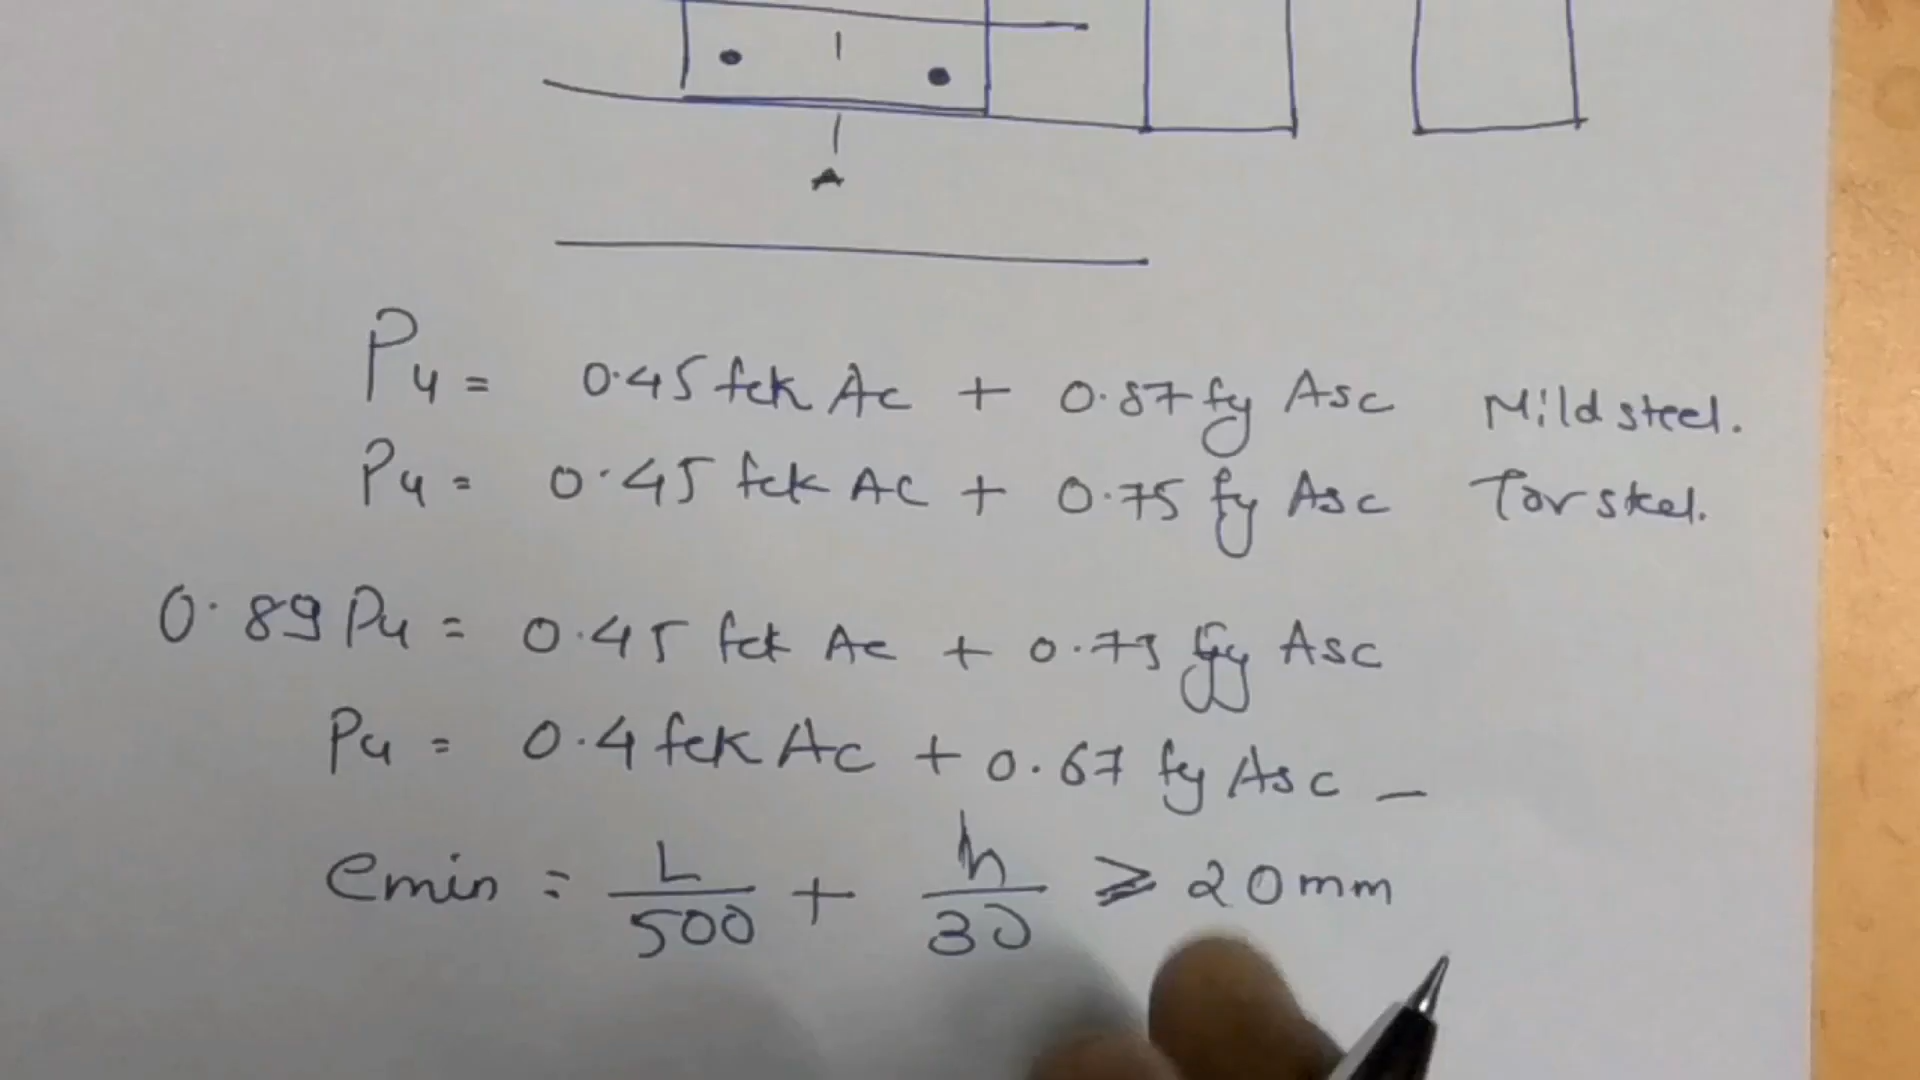 A
Pu = 0.45 fck Ac + 0.87 fy Asc Mild steel.
Pu = 0.45 fck Ac + 0.75 fy Asc Tor steel.
0.89 Pu = 0.45 fck Ac + 0.75 fy Asc
Pu = 0.4 fck Ac + 0.67 fy Asc –
emin = L/500 + h/30 ≥ 20mm